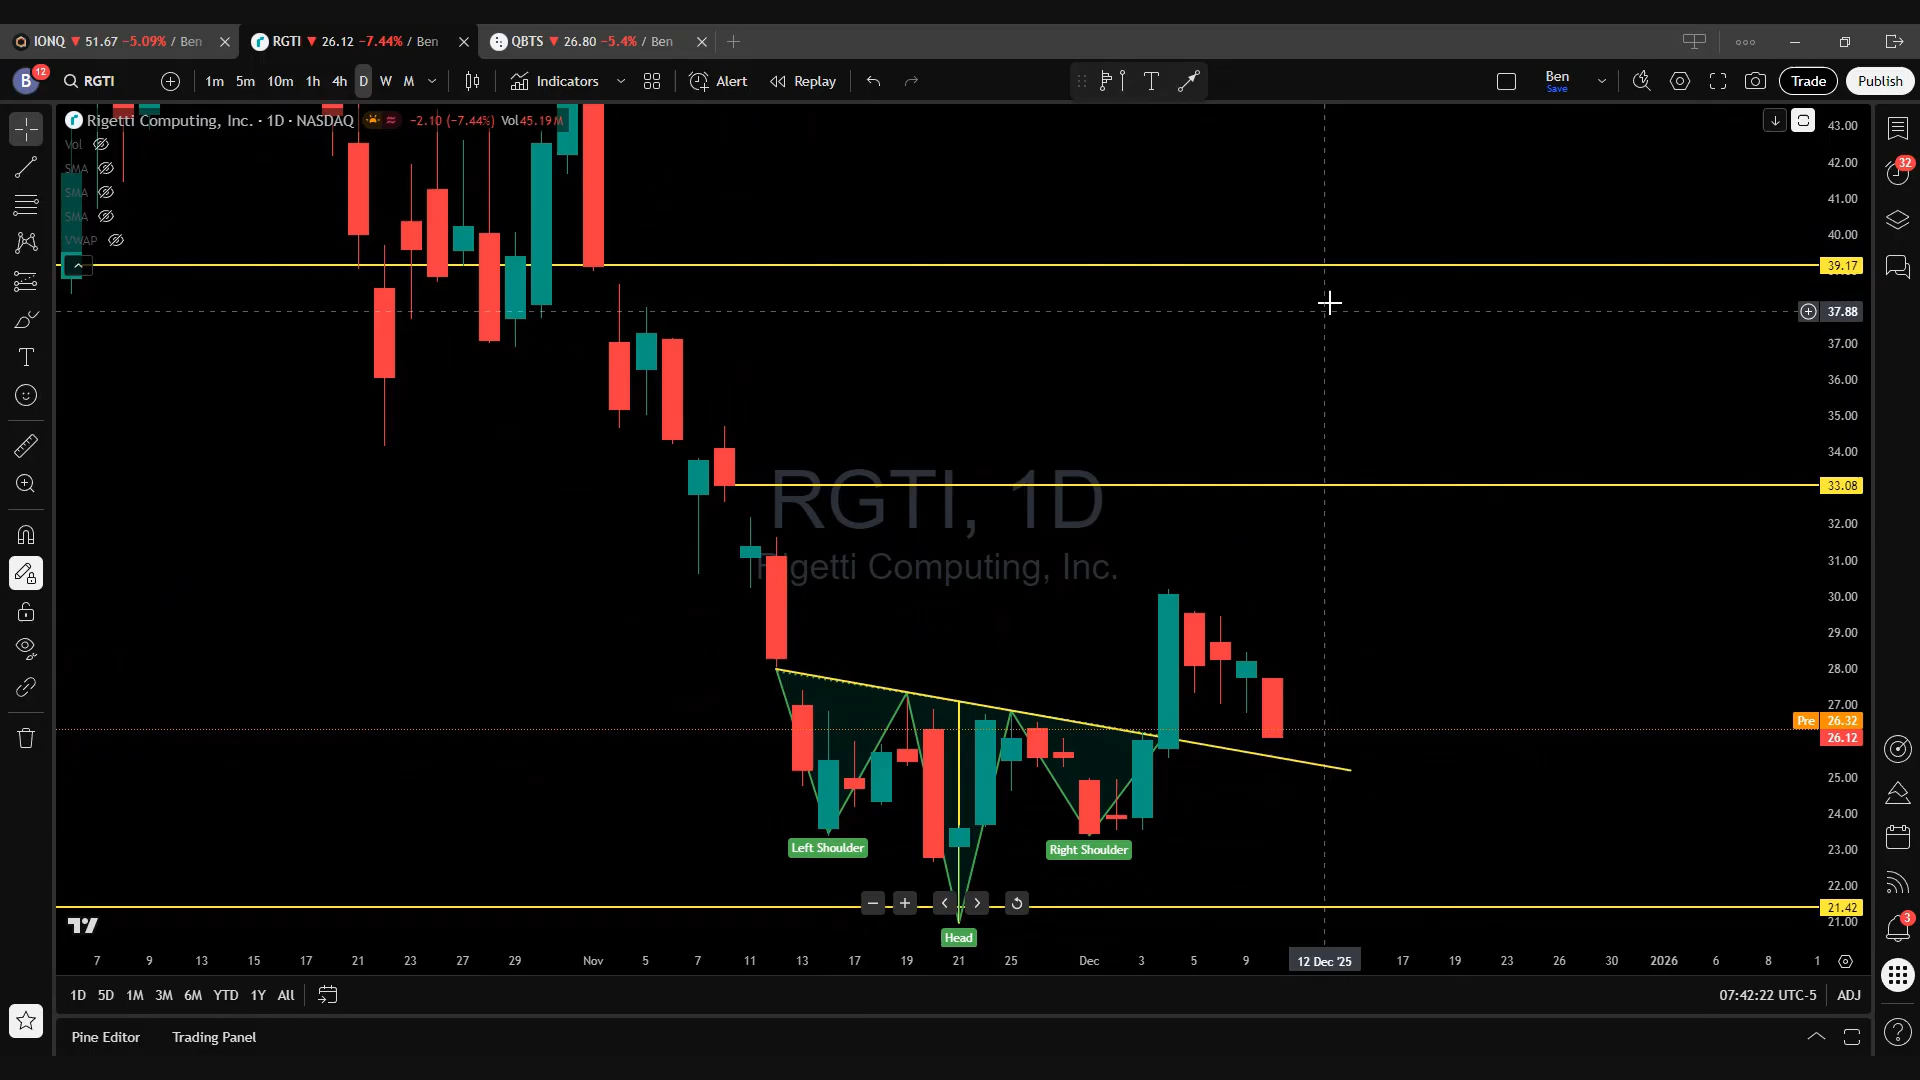 IONQ ▼ 51.67 −5.09% / Ben
RGTI ▼ 26.12 −7.44% / Ben
QBTS ▼ 26.80 −5.4% / Ben
B 12
RGTI
1m 5m 10m 1h 4h D W M
Indicators
Alert
Replay
Ben
Save
Trade
Publish
Rigetti Computing, Inc. · 1D · NASDAQ
−2.10 (−7.44%) Vol45.19M
Vol
SMA
SMA
SMA
VWAP
RGTI, 1D
Rigetti Computing, Inc.
Left Shoulder
Right Shoulder
Head
43.00
42.00
41.00
40.00
39.17
37.88
37.00
36.00
35.00
34.00
33.08
32.00
31.00
30.00
29.00
28.00
27.00
Pre 26.32
26.12
25.00
24.00
23.00
22.00
21.42
21.00
32
3
7 9 13 15 17 21 23 27 29 Nov 5 7 11 13 17 19 21 25 Dec 3 5 9 12 Dec '25 17 19 23 26 30 2026 6 8 1
1D 5D 1M 3M 6M YTD 1Y All
07:42:22 UTC-5 ADJ
Pine Editor Trading Panel